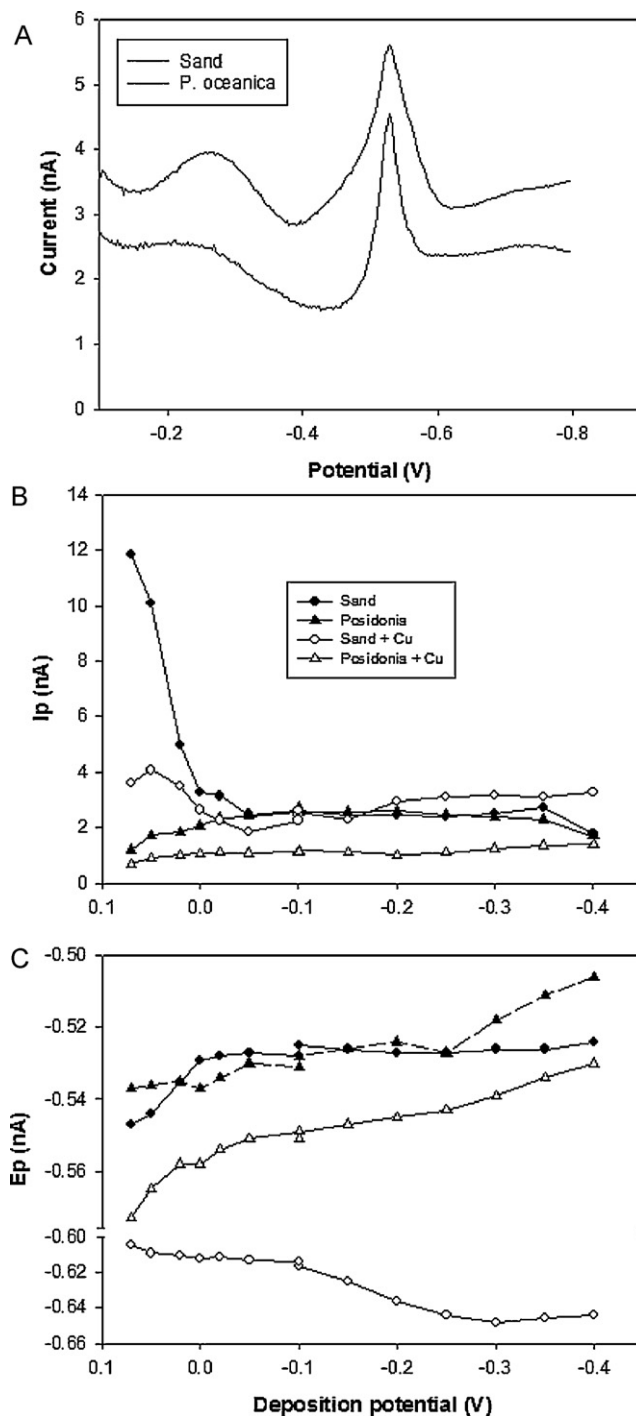 A
6
5
4
3
2
1
0
Current (nA)
Sand
P. oceanica
-0.2 -0.4 -0.6 -0.8
Potential (V)
B
14
12
10
8
6
4
2
0
Ip (nA)
Sand
Posidonia
Sand + Cu
Posidonia + Cu
0.1 0.0 -0.1 -0.2 -0.3 -0.4
C
-0.50
-0.52
-0.54
-0.56
-0.60
-0.62
-0.64
-0.66
Ep (nA)
0.1 0.0 -0.1 -0.2 -0.3 -0.4
Deposition potential (V)